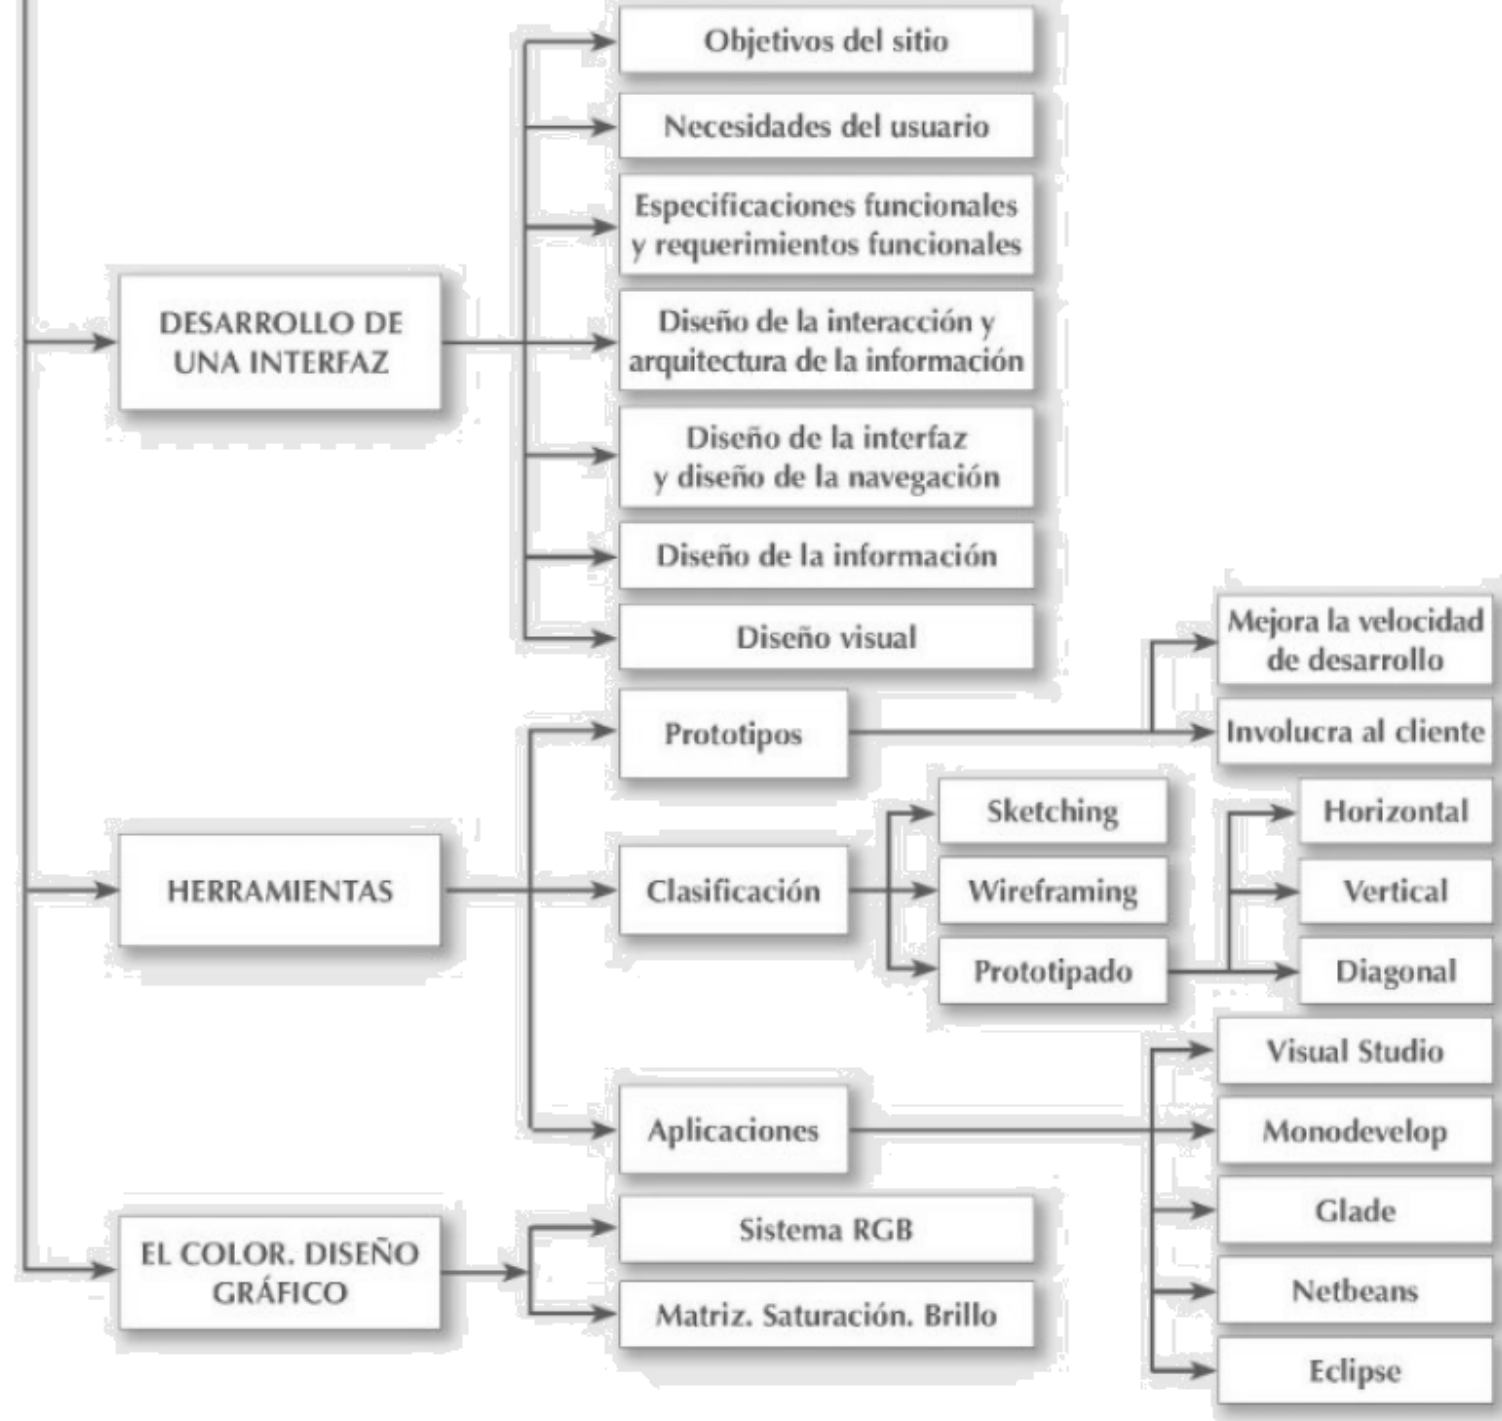 Objetivos del sitio
Necesidades del usuario
Especificaciones funcionales
y requerimientos funcionales
DESARROLLO DE
UNA INTERFAZ
Diseño de la interacción y
arquitectura de la información
Diseño de la interfaz
y diseño de la navegación
Diseño de la información
Diseño visual
Prototipos
Mejora la velocidad
de desarrollo
Involucra al cliente
HERRAMIENTAS
Clasificación
Sketching
Wireframing
Prototipado
Horizontal
Vertical
Diagonal
Aplicaciones
Visual Studio
Monodevelop
Glade
Netbeans
Eclipse
EL COLOR. DISEÑO
GRÁFICO
Sistema RGB
Matriz. Saturación. Brillo